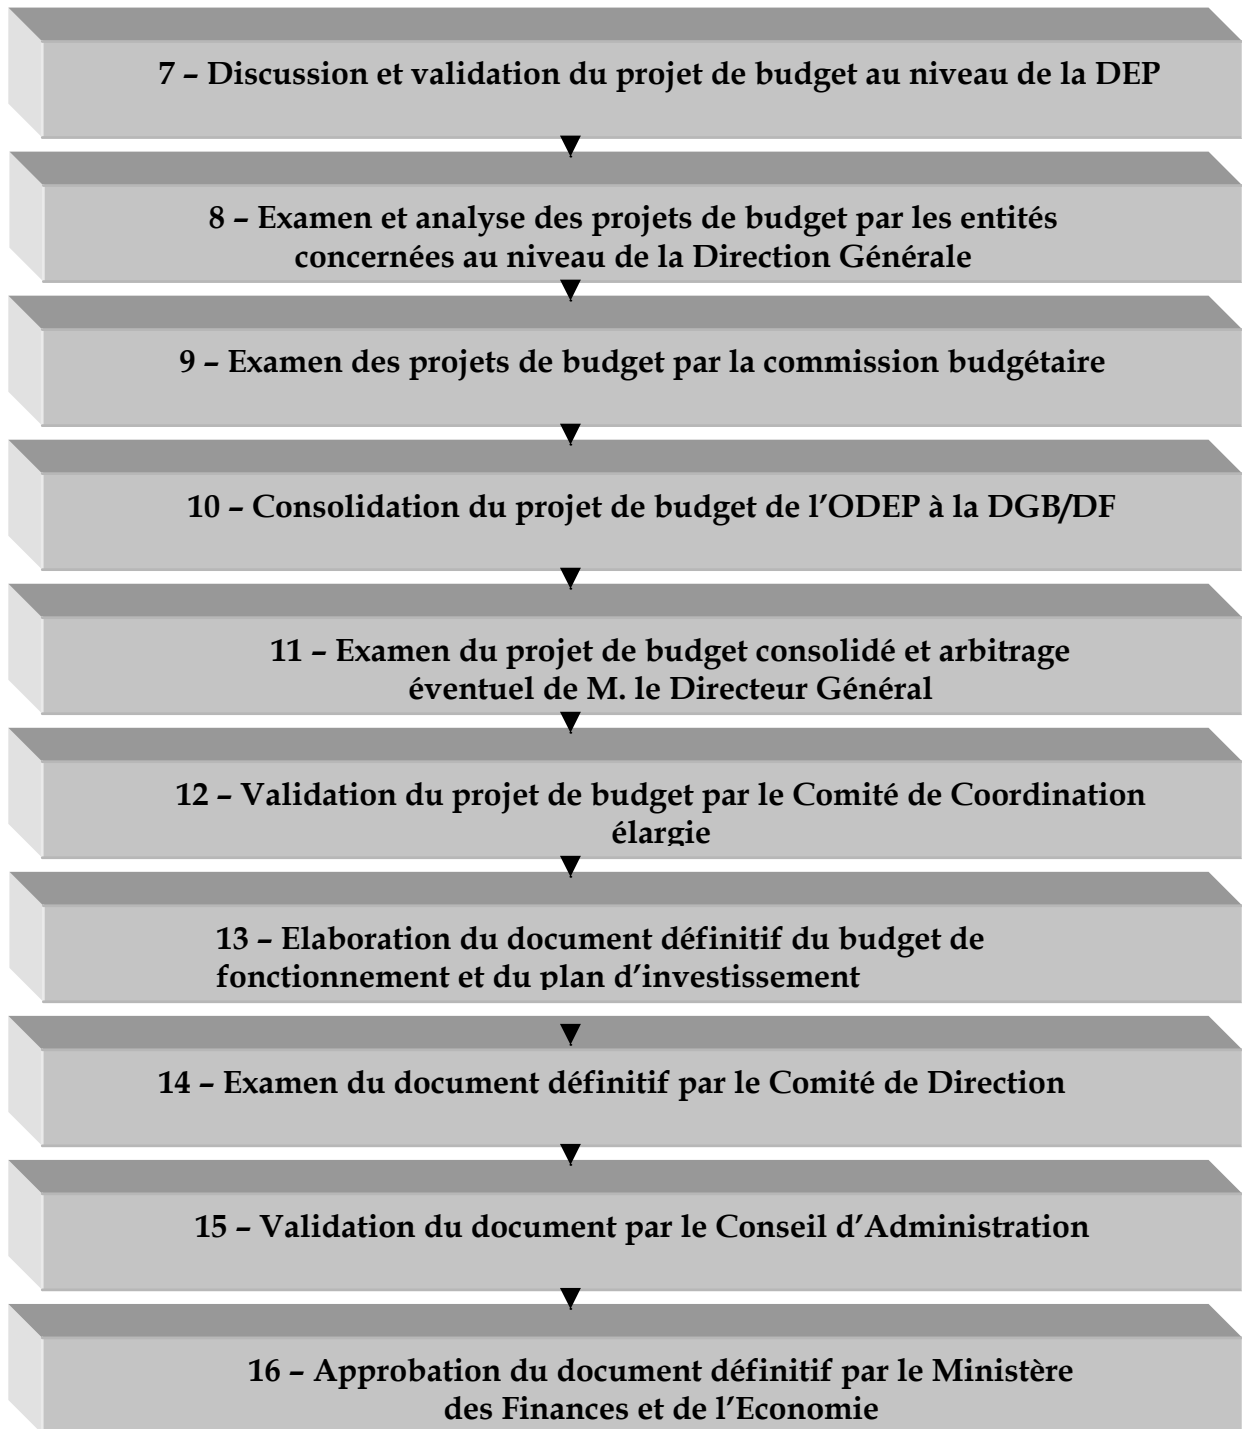 7 – Discussion et validation du projet de budget au niveau de la DEP
8 – Examen et analyse des projets de budget par les entités
concernées au niveau de la Direction Générale
9 – Examen des projets de budget par la commission budgétaire
10 – Consolidation du projet de budget de l’ODEP à la DGB/DF
11 – Examen du projet de budget consolidé et arbitrage
éventuel de M. le Directeur Général
12 – Validation du projet de budget par le Comité de Coordination
élargie
13 – Elaboration du document définitif du budget de
fonctionnement et du plan d’investissement
14 – Examen du document définitif par le Comité de Direction
15 – Validation du document par le Conseil d’Administration
16 – Approbation du document définitif par le Ministère
des Finances et de l’Economie